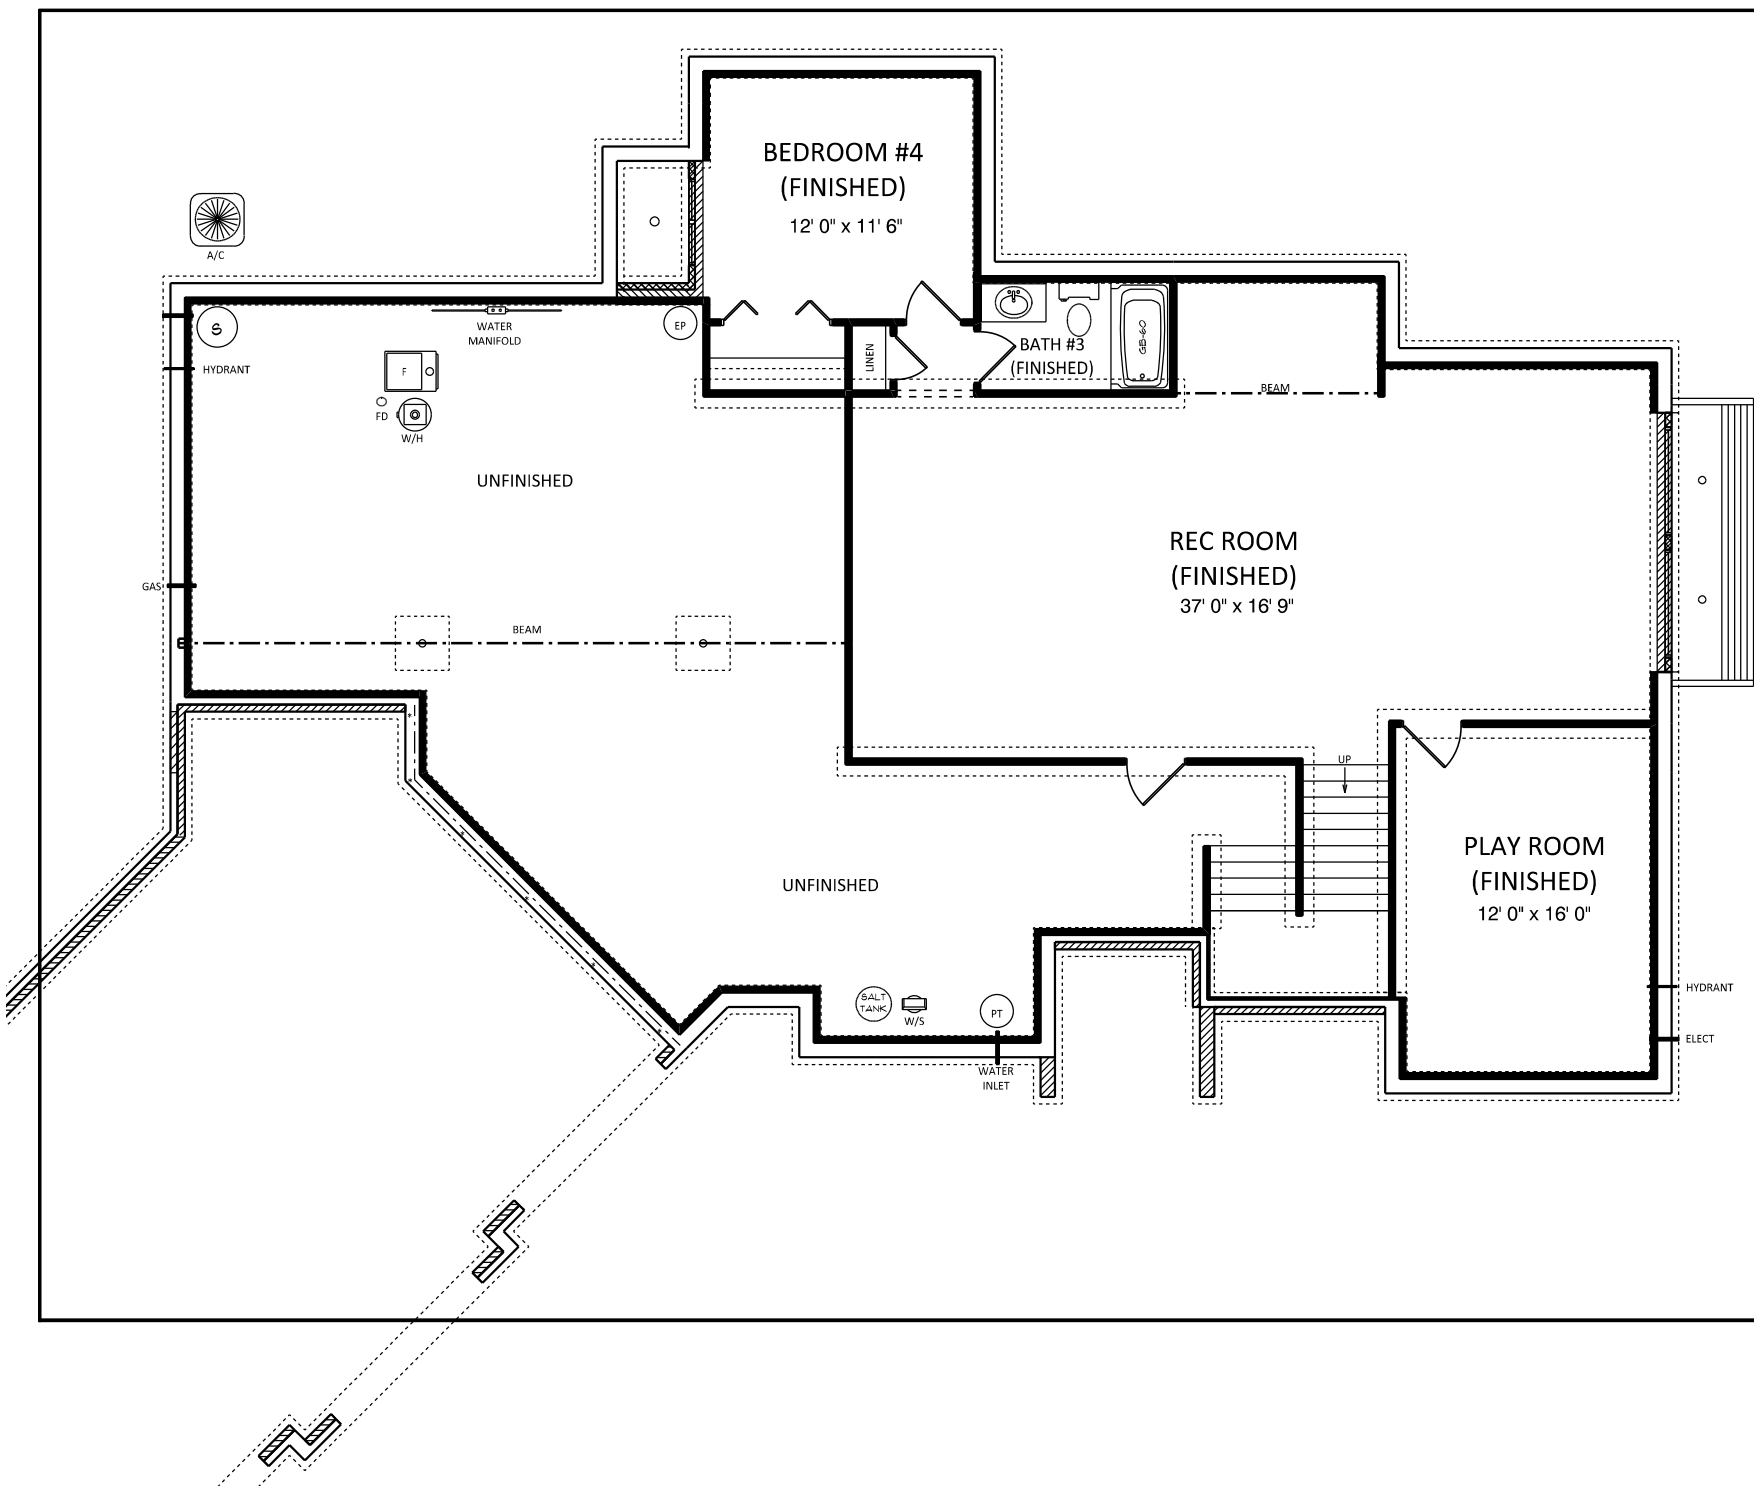 BEDROOM #4
(FINISHED)
12' 0" x 11' 6"
A/C
S
WATER
MANIFOLD
EP
HYDRANT
F
FD
W/H
LINEN
BATH #3
(FINISHED)
GB-60
BEAM
UNFINISHED
REC ROOM
(FINISHED)
37' 0" x 16' 9"
GAS
BEAM
UP
PLAY ROOM
(FINISHED)
12' 0" x 16' 0"
UNFINISHED
SALT
TANK
W/S
PT
WATER
INLET
HYDRANT
ELECT